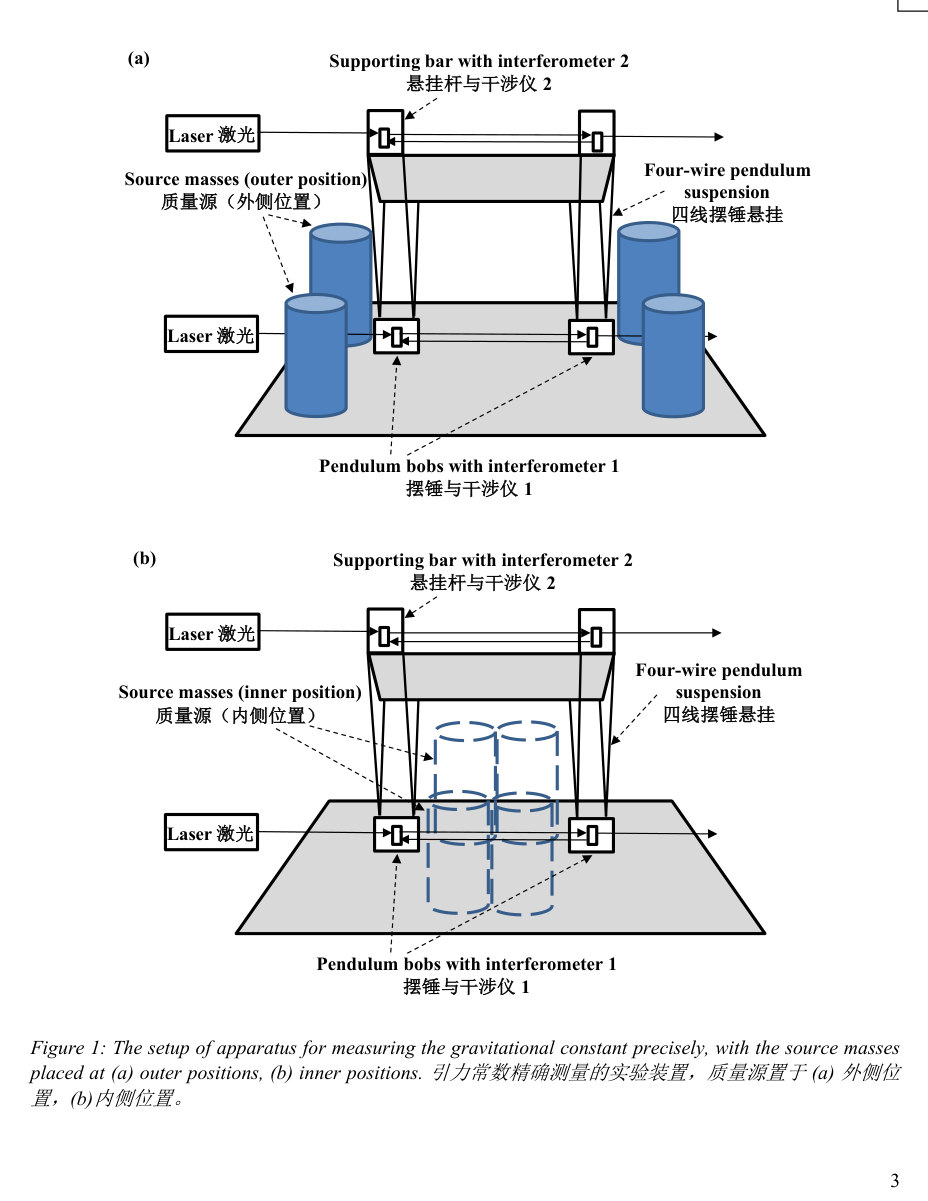 (a)
Supporting bar with interferometer 2
悬挂杆与干涉仪 2
Laser 激光
Source masses (outer position)
质量源（外侧位置）
Four-wire pendulum
suspension
四线摆锤悬挂
Laser 激光
Pendulum bobs with interferometer 1
摆锤与干涉仪 1
(b)
Supporting bar with interferometer 2
悬挂杆与干涉仪 2
Laser 激光
Source masses (inner position)
质量源（内侧位置）
Four-wire pendulum
suspension
四线摆锤悬挂
Laser 激光
Pendulum bobs with interferometer 1
摆锤与干涉仪 1
Figure 1: The setup of apparatus for measuring the gravitational constant precisely, with the source masses
placed at (a) outer positions, (b) inner positions. 引力常数精确测量的实验装置，质量源置于 (a) 外侧位
置，(b)内侧位置。
3